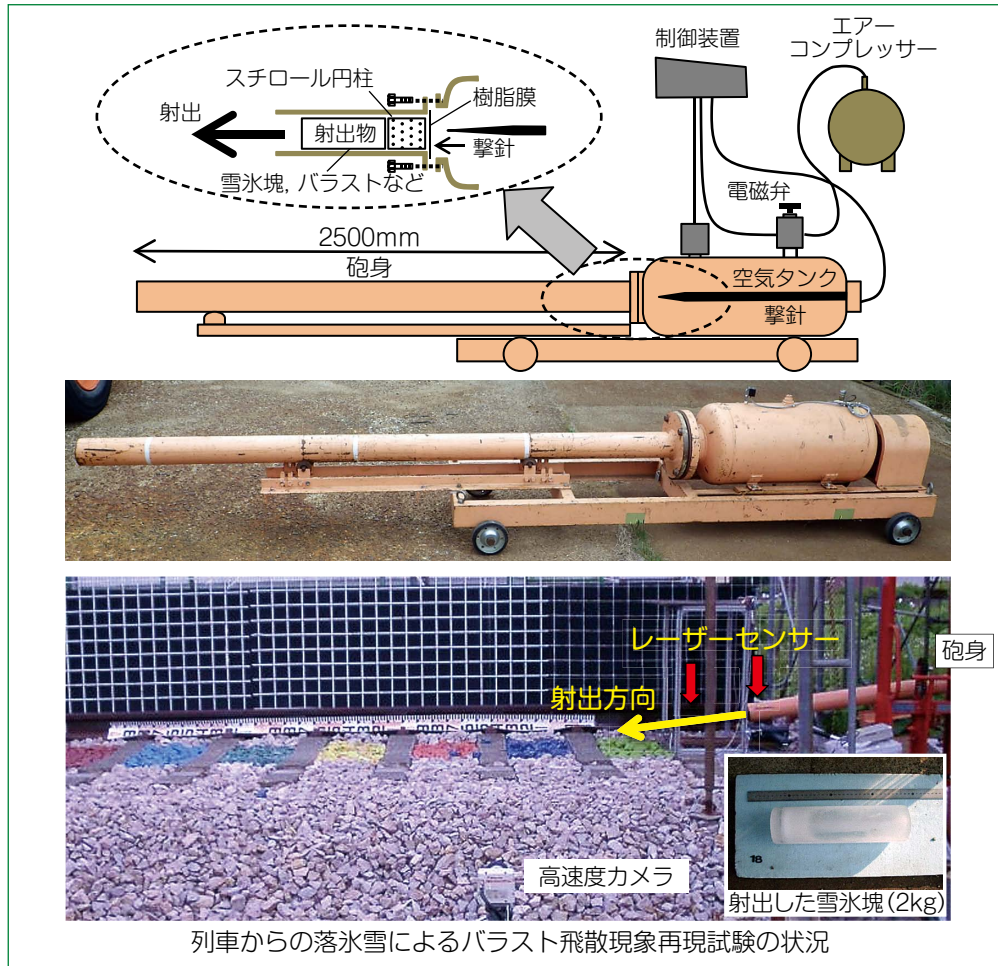 エアー
コンプレッサー
制御装置
スチロール円柱
樹脂膜
射出
射出物
撃針
雪氷塊, バラストなど
電磁弁
2500mm
砲身
空気タンク
撃針
レーザーセンサー
砲身
射出方向
18
高速度カメラ
射出した雪氷塊(2kg)
列車からの落氷雪によるバラスト飛散現象再現試験の状況